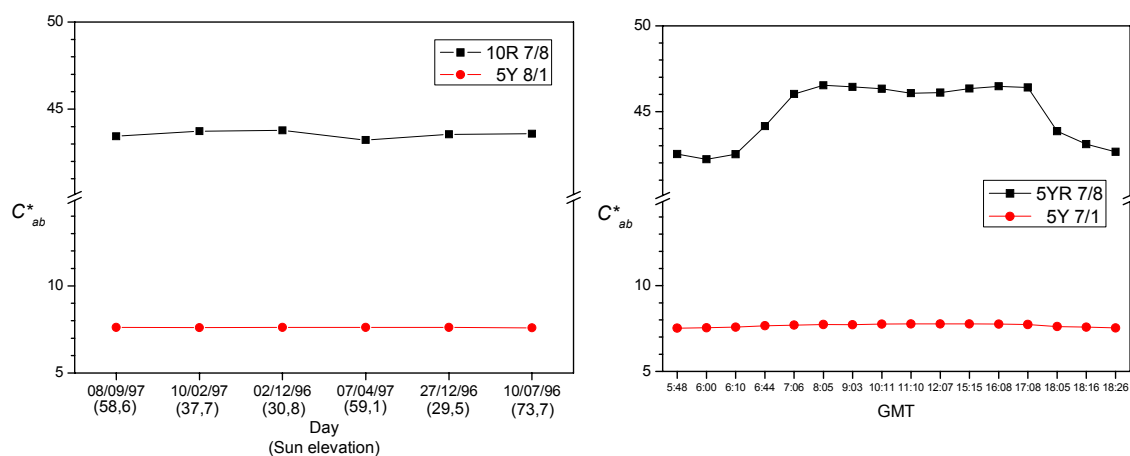 50
45
10
5
C*ab
10R 7/8
5Y 8/1
08/09/97 10/02/97 02/12/96 07/04/97 27/12/96 10/07/96
(58,6) (37,7) (30,8) (59,1) (29,5) (73,7)
Day
(Sun elevation)
50
45
10
5
C*ab
5YR 7/8
5Y 7/1
5:48 6:00 6:10 6:44 7:06 8:05 9:03 10:11 11:10 12:07 15:15 16:08 17:08 18:05 18:16 18:26
GMT